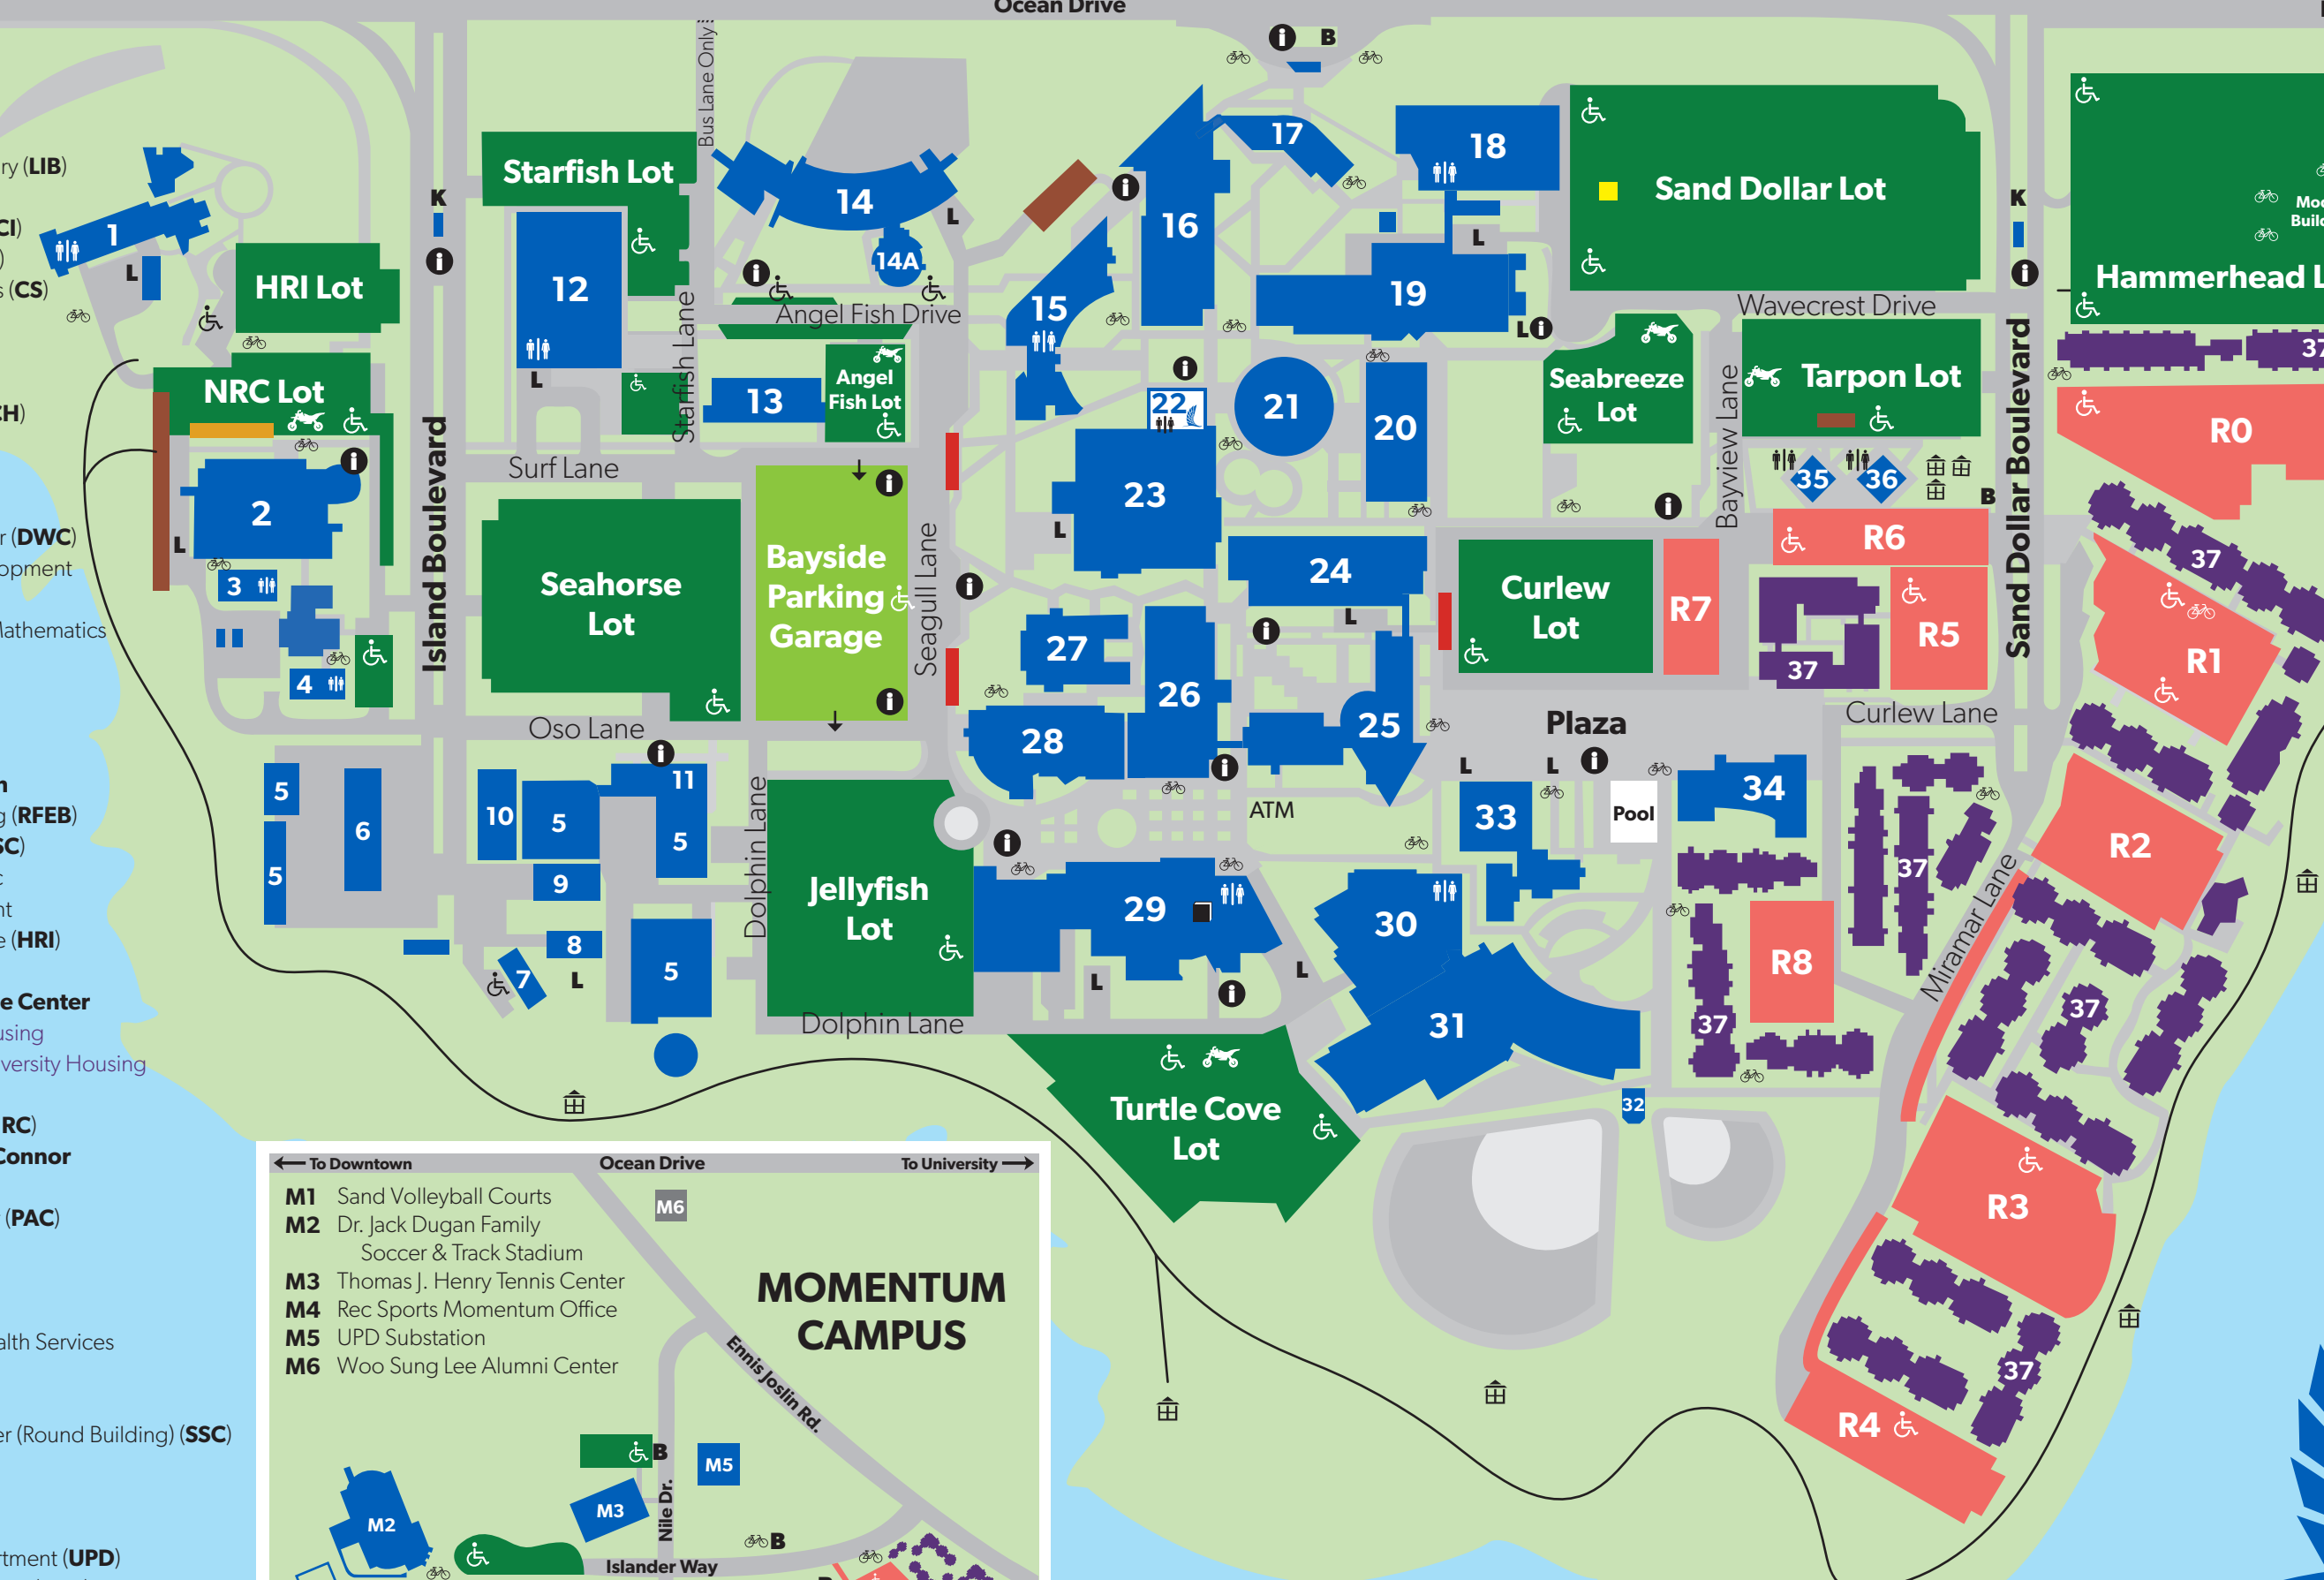 Ocean Drive
B
Bus Lane Only
ry (LIB)
CI)
)
s (CS)
CH)
r (DWC)
opment
Mathematics
n
g (RFEB)
SC)
c
nt
e (HRI)
e Center
using
versity Housing
RC)
Connor
(PAC)
alth Services
er (Round Building) (SSC)
rtment (UPD)
1
L
HRI Lot
NRC Lot
2
L
3
4
K
Island Boulevard
Starfish Lot
12
L
Starfish Lane
14
14A
L
Angel Fish Drive
13
Angel
Fish Lot
Surf Lane
Seahorse
Lot
Bayside
Parking
Garage
Seagull Lane
Oso Lane
5
5
6
10
5
11
5
9
8
7
L
5
Dolphin Lane
Jellyfish
Lot
Dolphin Lane
15
16
17
18
L
19
L
20
21
22
23
L
24
L
25
26
27
28
ATM
29
L
L
30
31
32
Turtle Cove
Lot
Sand Dollar Lot
Wavecrest Drive
K
Sand Dollar Boulevard
Hammerhead L
Moo
Build
Seabreeze
Lot
Bayview Lane
Tarpon Lot
35
36
B
37
R0
R6
Curlew
Lot
R7
37
R5
37
R1
Curlew Lane
Plaza
L
L
33
Pool
34
37
R2
Miramar Lane
R8
37
37
R3
37
R4
To Downtown
Ocean Drive
To University
M1 Sand Volleyball Courts
M2 Dr. Jack Dugan Family
Soccer & Track Stadium
M3 Thomas J. Henry Tennis Center
M4 Rec Sports Momentum Office
M5 UPD Substation
M6 Woo Sung Lee Alumni Center
M6
MOMENTUM
CAMPUS
Ennis Joslin Rd.
B
M5
M3
M2
Nile Dr.
B
Islander Way